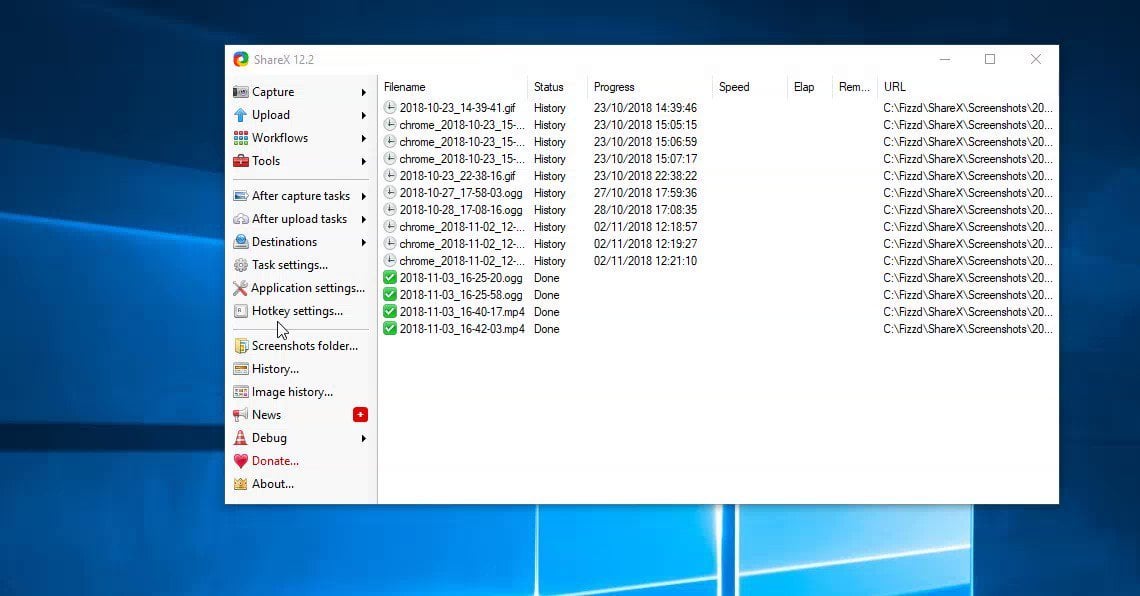 ShareX 12.2
Capture
Upload
Workflows
Tools
After capture tasks
After upload tasks
Destinations
Task settings...
Application settings...
Hotkey settings...
Screenshots folder...
History...
Image history...
News
Debug
Donate...
About...
Filename Status Progress Speed Elap Rem... URL
2018-10-23_14-39-41.gif History 23/10/2018 14:39:46 C:\Fizzd\ShareX\Screenshots\20...
chrome_2018-10-23_15-... History 23/10/2018 15:05:15 C:\Fizzd\ShareX\Screenshots\20...
chrome_2018-10-23_15-... History 23/10/2018 15:06:59 C:\Fizzd\ShareX\Screenshots\20...
chrome_2018-10-23_15-... History 23/10/2018 15:07:17 C:\Fizzd\ShareX\Screenshots\20...
2018-10-23_22-38-16.gif History 23/10/2018 22:38:22 C:\Fizzd\ShareX\Screenshots\20...
2018-10-27_17-58-03.ogg History 27/10/2018 17:59:36 C:\Fizzd\ShareX\Screenshots\20...
2018-10-28_17-08-16.ogg History 28/10/2018 17:08:35 C:\Fizzd\ShareX\Screenshots\20...
chrome_2018-11-02_12-... History 02/11/2018 12:18:57 C:\Fizzd\ShareX\Screenshots\20...
chrome_2018-11-02_12-... History 02/11/2018 12:19:27 C:\Fizzd\ShareX\Screenshots\20...
chrome_2018-11-02_12-... History 02/11/2018 12:21:10 C:\Fizzd\ShareX\Screenshots\20...
2018-11-03_16-25-20.ogg Done C:\Fizzd\ShareX\Screenshots\20...
2018-11-03_16-25-58.ogg Done C:\Fizzd\ShareX\Screenshots\20...
2018-11-03_16-40-17.mp4 Done C:\Fizzd\ShareX\Screenshots\20...
2018-11-03_16-42-03.mp4 Done C:\Fizzd\ShareX\Screenshots\20...